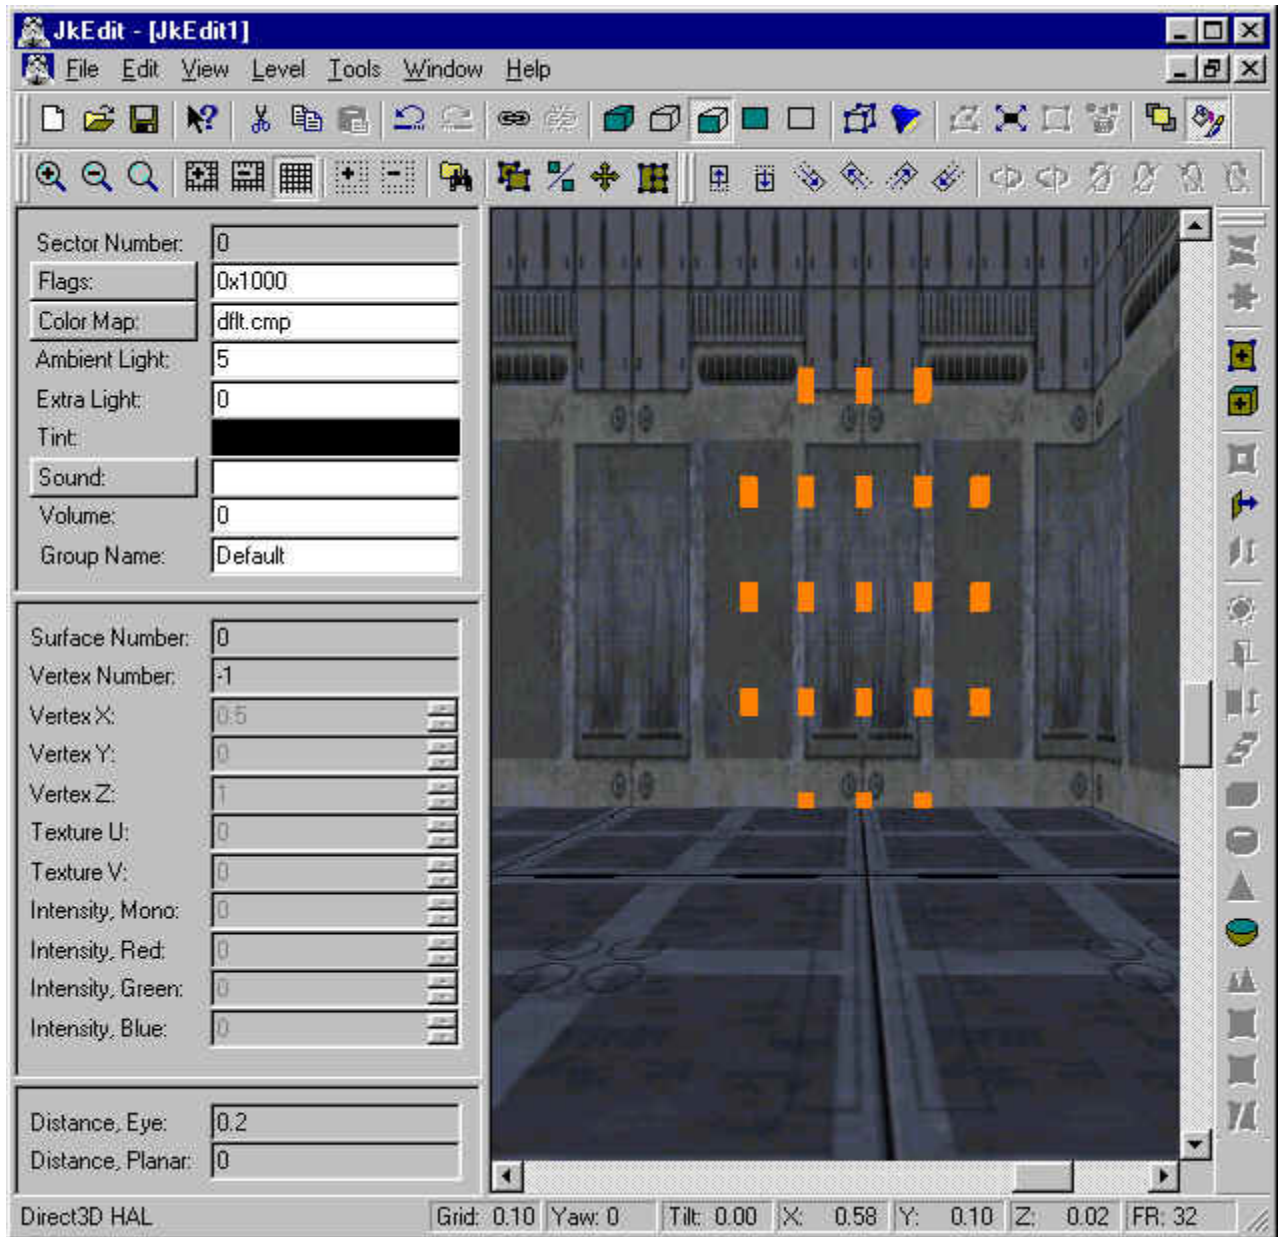 JkEdit - [JkEdit1]
File Edit View Level Tools Window Help
Sector Number: 0
Flags: 0x1000
Color Map: dflt.cmp
Ambient Light: 5
Extra Light: 0
Tint:
Sound:
Volume: 0
Group Name: Default
Surface Number: 0
Vertex Number: -1
Vertex X: 0.5
Vertex Y: 0
Vertex Z: 1
Texture U: 0
Texture V: 0
Intensity, Mono: 0
Intensity, Red: 0
Intensity, Green: 0
Intensity, Blue: 0
Distance, Eye: 0.2
Distance, Planar: 0
Direct3D HAL Grid: 0.10 Yaw: 0 Tilt: 0.00 X: 0.58 Y: 0.10 Z: 0.02 FR: 32